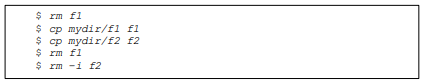 $ rm f1
$ cp mydir/f1 f1
$ cp mydir/f2 f2
$ rm f1
$ rm -i f2